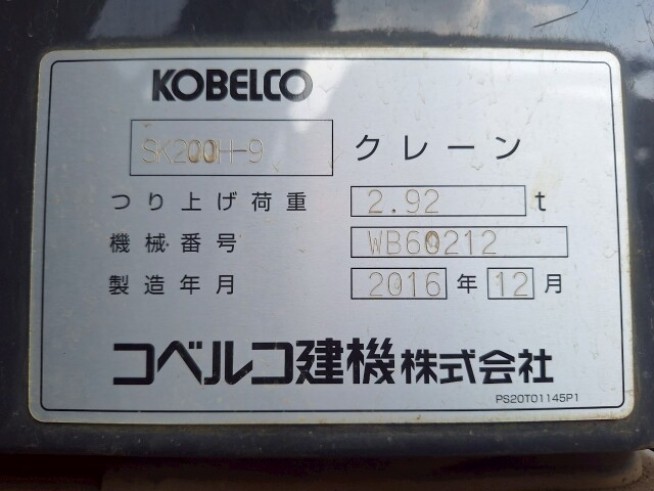 KOBELCO
SK200H-9 クレーン
つり上げ荷重 2.92 t
機械番号 WB60212
製造年月 2016 年 12 月
コベルコ建機株式会社
PS20T01145P1